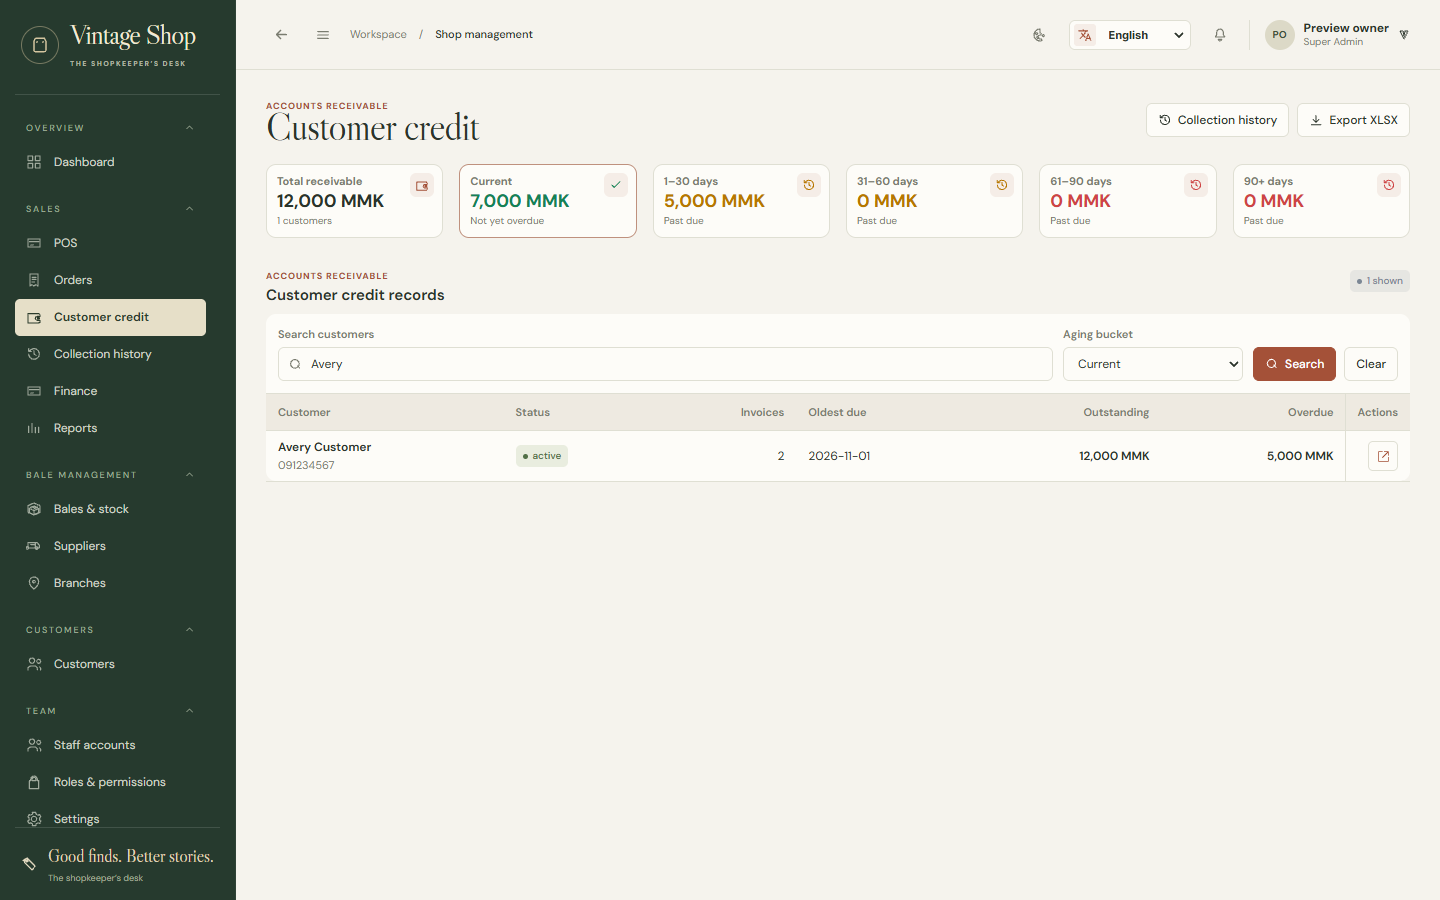 Vintage Shop
THE SHOPKEEPER'S DESK
OVERVIEW
Dashboard
SALES
POS
Orders
Customer credit
Collection history
Finance
Reports
BALE MANAGEMENT
Bales & stock
Suppliers
Branches
CUSTOMERS
Customers
TEAM
Staff accounts
Roles & permissions
Settings
Good finds. Better stories.
The shopkeeper's desk
Workspace / Shop management
English
PO
Preview owner
Super Admin
ACCOUNTS RECEIVABLE
Customer credit
Collection history
Export XLSX
Total receivable
12,000 MMK
1 customers
Current
7,000 MMK
Not yet overdue
1–30 days
5,000 MMK
Past due
31–60 days
0 MMK
Past due
61–90 days
0 MMK
Past due
90+ days
0 MMK
Past due
ACCOUNTS RECEIVABLE
Customer credit records
1 shown
Search customers
Avery
Aging bucket
Current
Search
Clear
Customer Status Invoices Oldest due Outstanding Overdue Actions
Avery Customer
091234567
active
2
2026-11-01
12,000 MMK
5,000 MMK